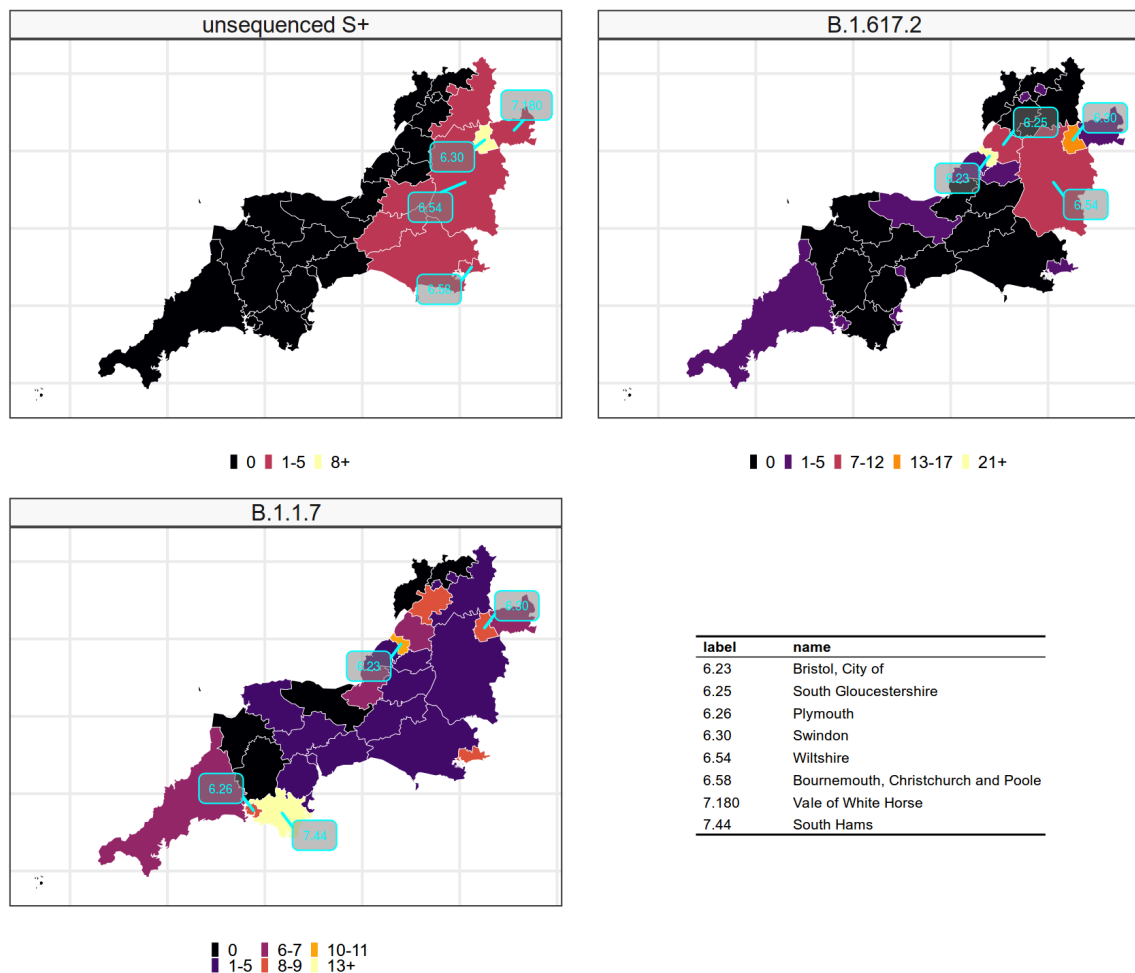 unsequenced S+
B.1.617.2
7.180
6.30
6.54
6.58
6.25
6.30
6.23
6.54
0 1-5 8+
0 1-5 7-12 13-17 21+
B.1.1.7
6.30
6.23
6.26
7.44
label name
6.23 Bristol, City of
6.25 South Gloucestershire
6.26 Plymouth
6.30 Swindon
6.54 Wiltshire
6.58 Bournemouth, Christchurch and Poole
7.180 Vale of White Horse
7.44 South Hams
0 6-7 10-11
1-5 8-9 13+